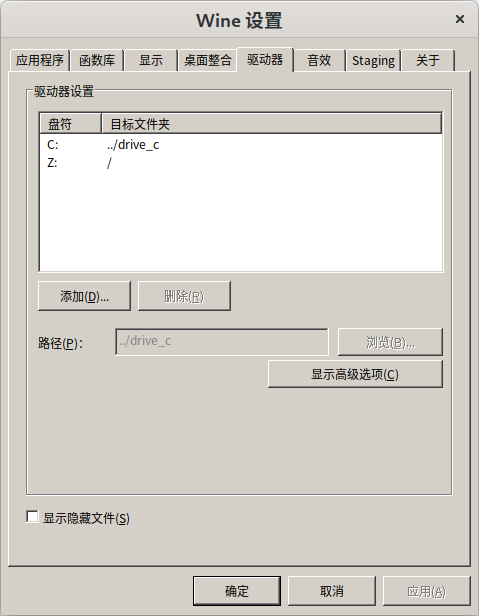 Wine 设置
应用程序 函数库 显示 桌面整合 驱动器 音效 Staging 关于
驱动器设置
盘符 目标文件夹
C: ../drive_c
Z: /
添加(D)... 删除(R)
路径(P): ../drive_c 浏览(B)...
显示高级选项(C)
显示隐藏文件(S)
确定 取消 应用(A)